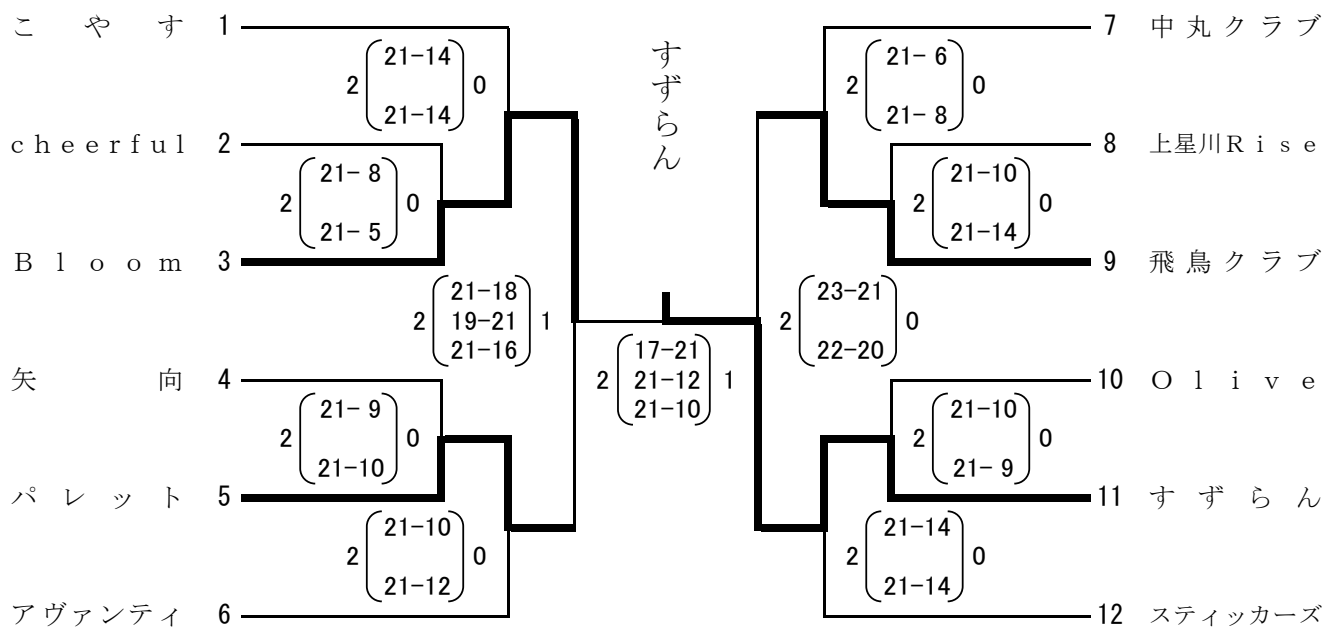 こやす 1
21-14
2 0
21-14
cheerful 2
21- 8
2 0
21- 5
Bloom 3
21-18
2 19-21 1
21-16
矢向 4
21- 9
2 0
21-10
パレット 5
21-10
2 0
21-12
アヴァンティ 6
すずらん
17-21
2 21-12 1
21-10
7 中丸クラブ
21- 6
2 0
21- 8
8 上星川Rise
21-10
2 0
21-14
9 飛鳥クラブ
23-21
2 0
22-20
10 Olive
21-10
2 0
21- 9
11 すずらん
21-14
2 0
21-14
12 スティッカーズ